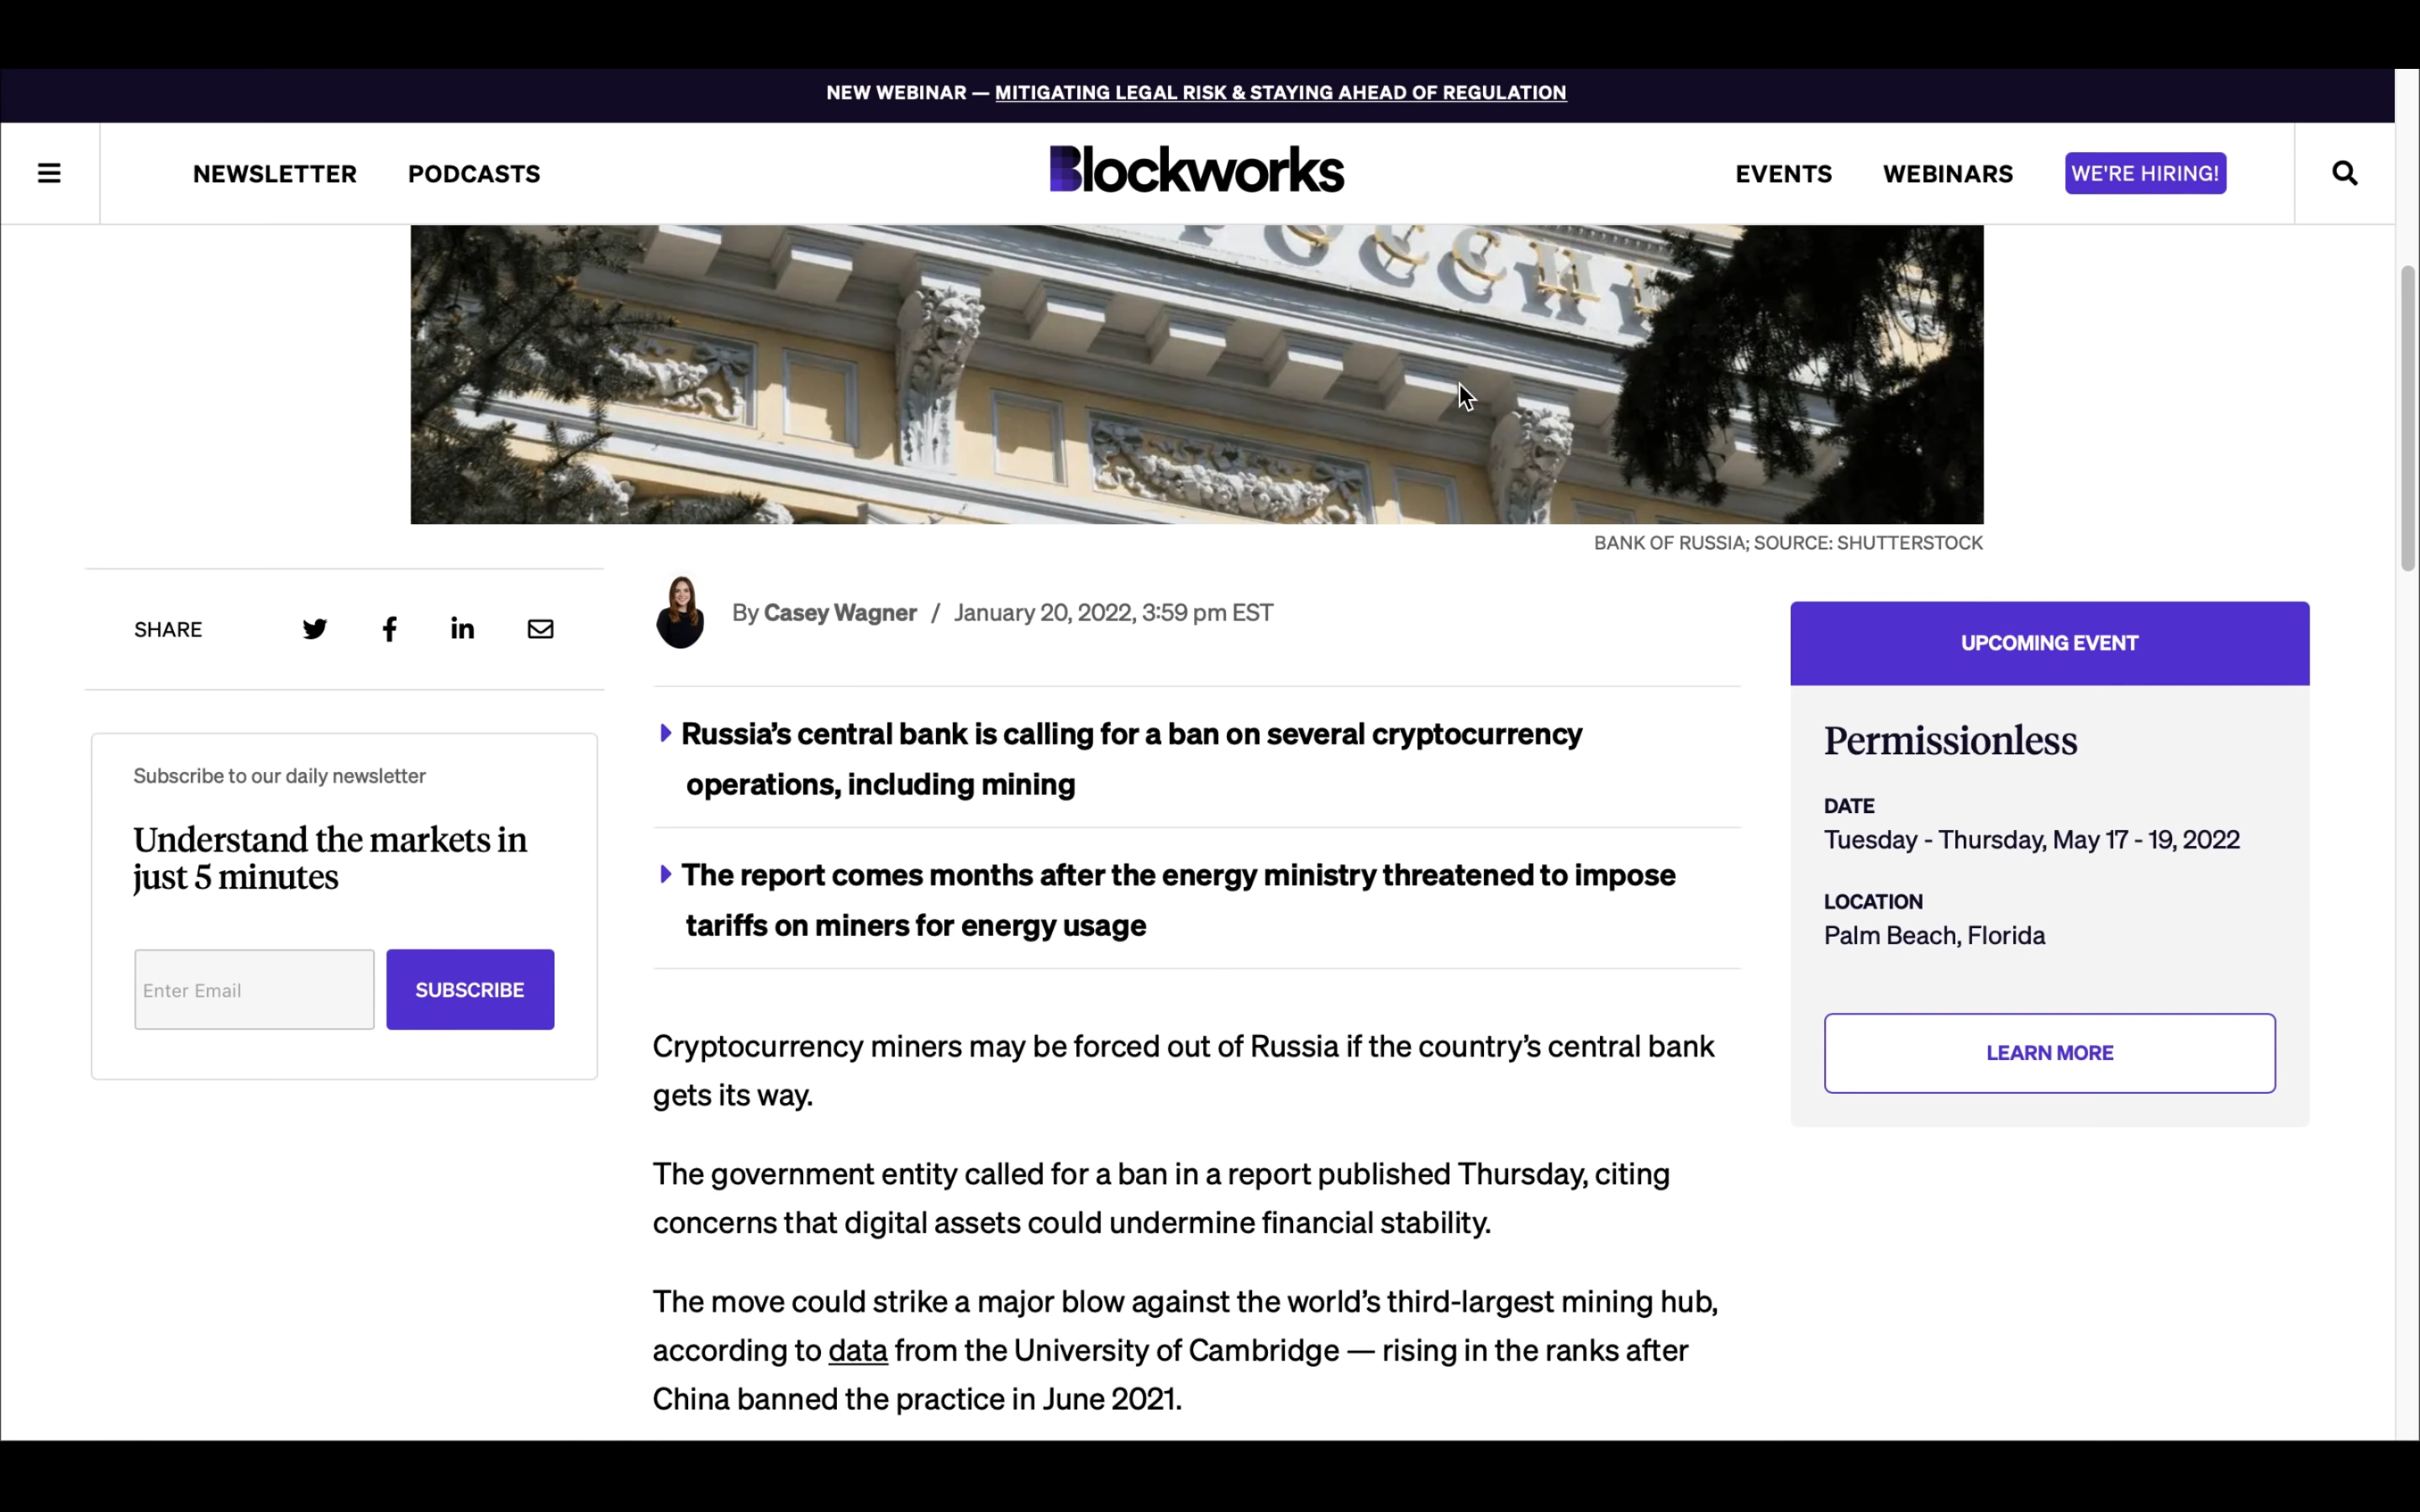 NEW WEBINAR — MITIGATING LEGAL RISK & STAYING AHEAD OF REGULATION
NEWSLETTER
PODCASTS
Blockworks
EVENTS
WEBINARS
WE'RE HIRING!
BANK OF RUSSIA; SOURCE: SHUTTERSTOCK
SHARE
Subscribe to our daily newsletter
Understand the markets in
just 5 minutes
Enter Email
SUBSCRIBE
By Casey Wagner / January 20, 2022, 3:59 pm EST
Russia’s central bank is calling for a ban on several cryptocurrency
operations, including mining
The report comes months after the energy ministry threatened to impose
tariffs on miners for energy usage
Cryptocurrency miners may be forced out of Russia if the country’s central bank
gets its way.
The government entity called for a ban in a report published Thursday, citing
concerns that digital assets could undermine financial stability.
The move could strike a major blow against the world’s third-largest mining hub,
according to data from the University of Cambridge — rising in the ranks after
China banned the practice in June 2021.
UPCOMING EVENT
Permissionless
DATE
Tuesday - Thursday, May 17 - 19, 2022
LOCATION
Palm Beach, Florida
LEARN MORE